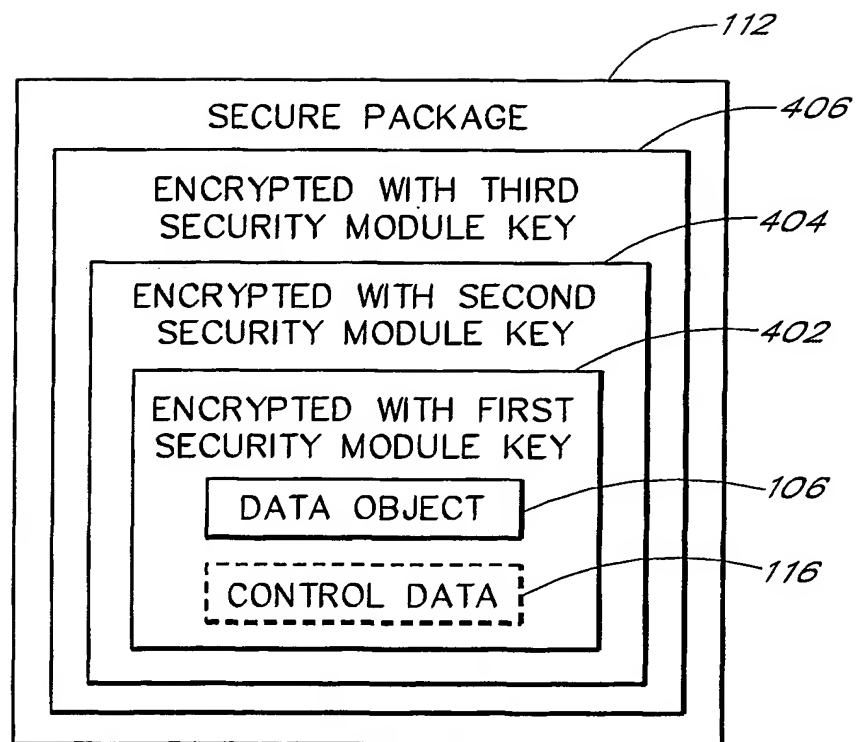 112
SECURE PACKAGE
406
ENCRYPTED WITH THIRD
SECURITY MODULE KEY
404
ENCRYPTED WITH SECOND
SECURITY MODULE KEY
402
ENCRYPTED WITH FIRST
SECURITY MODULE KEY
DATA OBJECT
106
CONTROL DATA
116